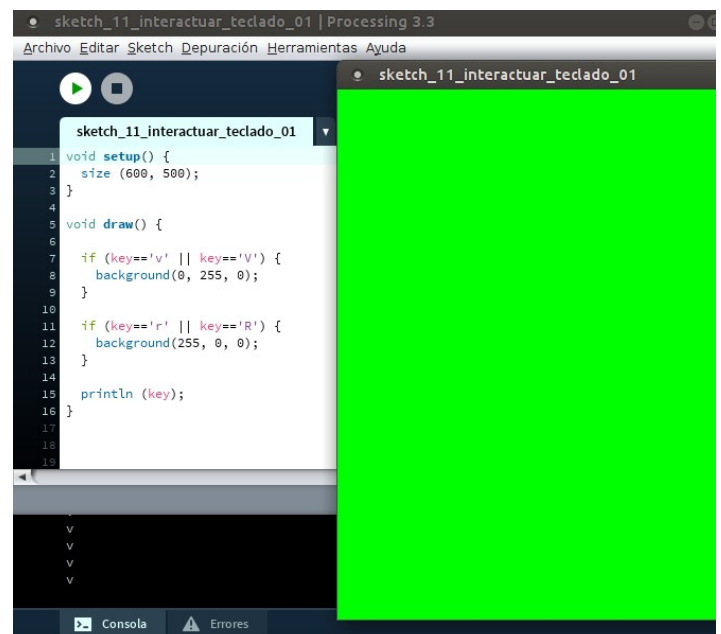 sketch_11_interactuar_teclado_01 | Processing 3.3
Archivo Editar Sketch Depuración Herramientas Ayuda
sketch_11_interactuar_teclado_01
sketch_11_interactuar_teclado_01
1 void setup() {
2 size (600, 500);
3 }
4
5 void draw() {
6
7 if (key=='v' || key=='V') {
8 background(0, 255, 0);
9 }
10
11 if (key=='r' || key=='R') {
12 background(255, 0, 0);
13 }
14
15 println (key);
16 }
17
18
19
v
v
v
v
Consola Errores